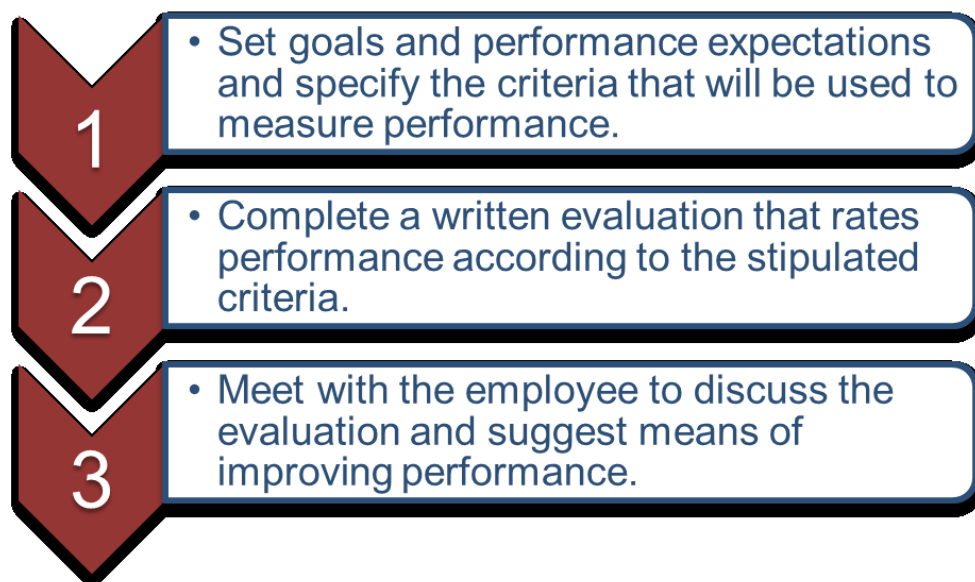 1
• Set goals and performance expectations
and specify the criteria that will be used to
measure performance.
2
• Complete a written evaluation that rates
performance according to the stipulated
criteria.
3
• Meet with the employee to discuss the
evaluation and suggest means of
improving performance.